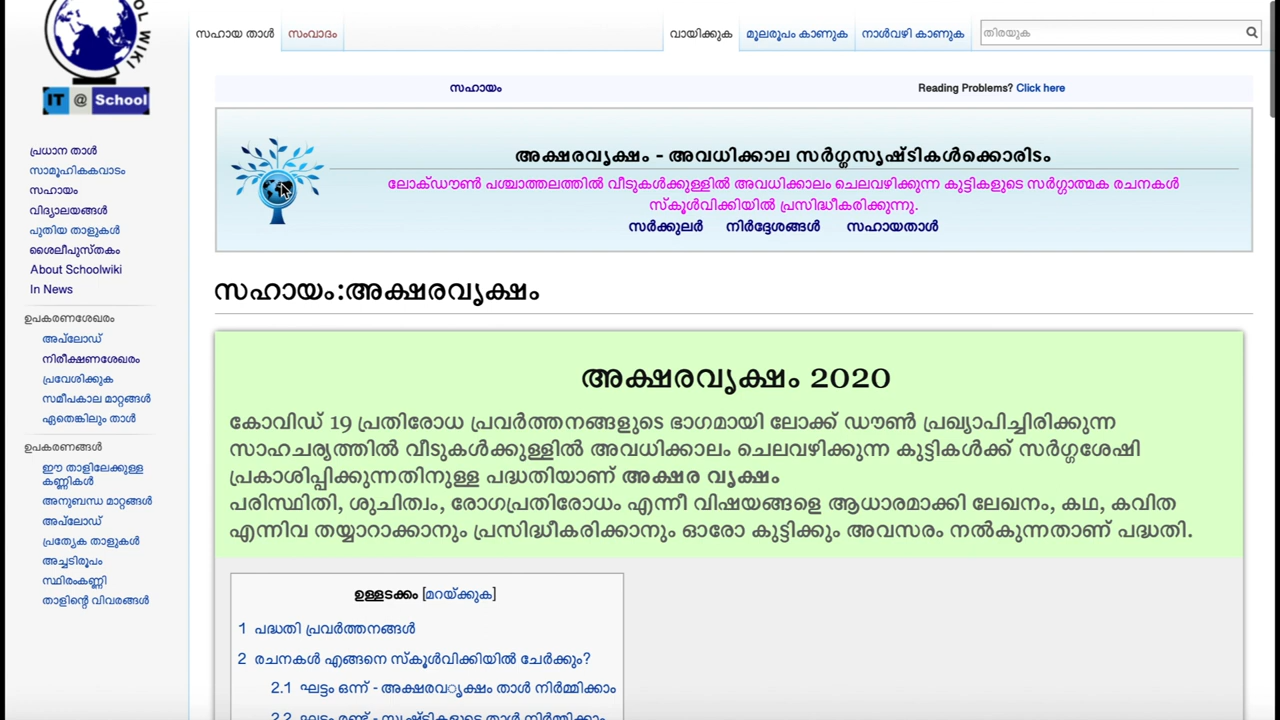 OL WIKI
IT @ School
സഹായ താൾ
സംവാദം
വായിക്കുക
മൂലരൂപം കാണുക
നാൾവഴി കാണുക
തിരയുക
പ്രധാന താൾ
സാമൂഹികകവാടം
സഹായം
വിദ്യാലയങ്ങൾ
പുതിയ താളുകൾ
ശൈലീപുസ്തകം
About Schoolwiki
In News
ഉപകരണശേഖരം
അപ്‌ലോഡ്
നിരീക്ഷണശേഖരം
പ്രവേശിക്കുക
സമീപകാല മാറ്റങ്ങൾ
ഏതെങ്കിലും താൾ
ഉപകരണങ്ങൾ
ഈ താളിലേക്കുള്ള
കണ്ണികൾ
അനുബന്ധ മാറ്റങ്ങൾ
അപ്‌ലോഡ്
പ്രത്യേക താളുകൾ
അച്ചടിരൂപം
സ്ഥിരംകണ്ണി
താളിന്റെ വിവരങ്ങൾ
സഹായം
Reading Problems? Click here
അക്ഷരവൃക്ഷം - അവധിക്കാല സർഗ്ഗസൃഷ്ടികൾക്കൊരിടം
ലോക്ഡൗൺ പശ്ചാത്തലത്തിൽ വീടുകൾക്കുള്ളിൽ അവധിക്കാലം ചെലവഴിക്കുന്ന കുട്ടികളുടെ സർഗ്ഗാത്മക രചനകൾ
സ്കൂൾവിക്കിയിൽ പ്രസിദ്ധീകരിക്കുന്നു.
സർക്കുലർ നിർദ്ദേശങ്ങൾ സഹായതാൾ
സഹായം:അക്ഷരവൃക്ഷം
അക്ഷരവൃക്ഷം 2020
കോവിഡ് 19 പ്രതിരോധ പ്രവർത്തനങ്ങളുടെ ഭാഗമായി ലോക്ക് ഡൗൺ പ്രഖ്യാപിച്ചിരിക്കുന്ന
സാഹചര്യത്തിൽ വീടുകൾക്കുള്ളിൽ അവധിക്കാലം ചെലവഴിക്കുന്ന കുട്ടികൾക്ക് സർഗ്ഗശേഷി
പ്രകാശിപ്പിക്കുന്നതിനുള്ള പദ്ധതിയാണ് അക്ഷര വൃക്ഷം
പരിസ്ഥിതി, ശുചിത്വം, രോഗപ്രതിരോധം എന്നീ വിഷയങ്ങളെ ആധാരമാക്കി ലേഖനം, കഥ, കവിത
എന്നിവ തയ്യാറാക്കാനും പ്രസിദ്ധീകരിക്കാനും ഓരോ കുട്ടിക്കും അവസരം നൽകുന്നതാണ് പദ്ധതി.
ഉള്ളടക്കം [മറയ്ക്കുക]
1 പദ്ധതി പ്രവർത്തനങ്ങൾ
2 രചനകൾ എങ്ങനെ സ്കൂൾവിക്കിയിൽ ചേർക്കും?
2.1 ഘട്ടം ഒന്ന് - അക്ഷരവൃക്ഷം താൾ നിർമ്മിക്കാം
2.2 ഘട്ടം രണ്ട് - സൃഷ്ടികളുടെ താൾ നിർമ്മിക്കാം